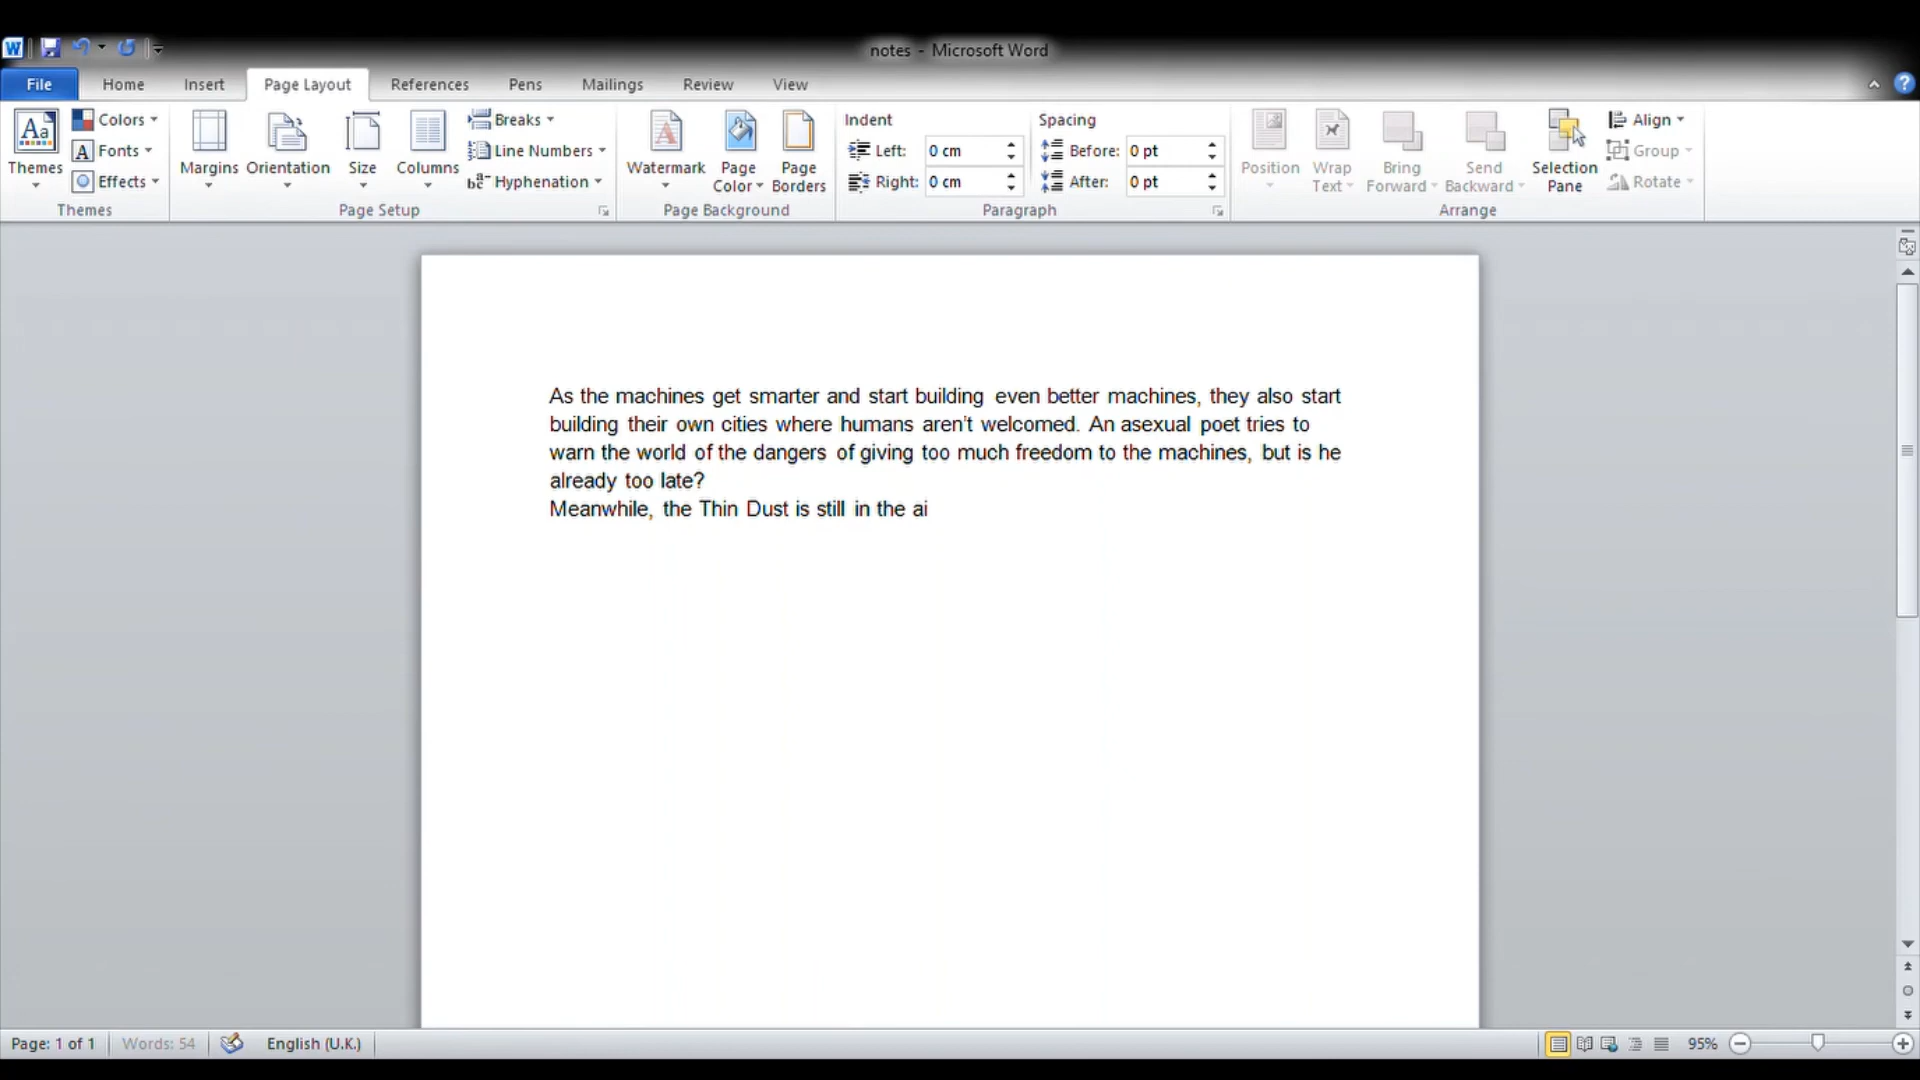 notes - Microsoft Word
File Home Insert Page Layout References Pens Mailings Review View
Themes Colors Fonts Effects
Margins Orientation Size Columns Breaks Line Numbers Hyphenation
Watermark Page Color Page Borders
Indent Left: 0 cm Right: 0 cm
Spacing Before: 0 pt After: 0 pt
Position Wrap Text Bring Forward Send Backward Selection Pane Align Group Rotate
Themes Page Setup Page Background Paragraph Arrange
As the machines get smarter and start building even better machines, they also start
building their own cities where humans aren't welcomed. An asexual poet tries to
warn the world of the dangers of giving too much freedom to the machines, but is he
already too late?
Meanwhile, the Thin Dust is still in the ai
Page: 1 of 1 Words: 54 English (U.K.) 95%